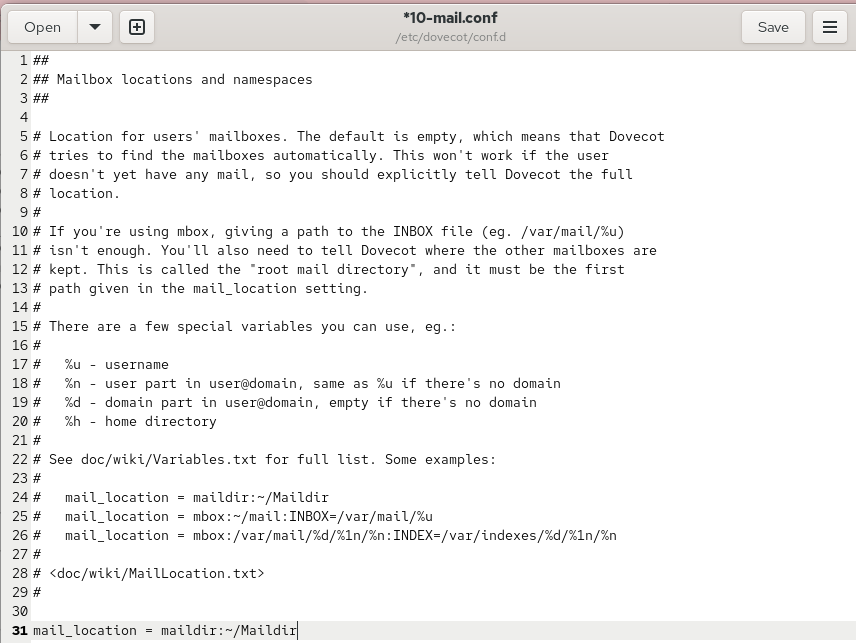 Open
*10-mail.conf
/etc/dovecot/conf.d
Save
1 ##
2 ## Mailbox locations and namespaces
3 ##
4
5 # Location for users' mailboxes. The default is empty, which means that Dovecot
6 # tries to find the mailboxes automatically. This won't work if the user
7 # doesn't yet have any mail, so you should explicitly tell Dovecot the full
8 # location.
9 #
10 # If you're using mbox, giving a path to the INBOX file (eg. /var/mail/%u)
11 # isn't enough. You'll also need to tell Dovecot where the other mailboxes are
12 # kept. This is called the "root mail directory", and it must be the first
13 # path given in the mail_location setting.
14 #
15 # There are a few special variables you can use, eg.:
16 #
17 #   %u - username
18 #   %n - user part in user@domain, same as %u if there's no domain
19 #   %d - domain part in user@domain, empty if there's no domain
20 #   %h - home directory
21 #
22 # See doc/wiki/Variables.txt for full list. Some examples:
23 #
24 #   mail_location = maildir:~/Maildir
25 #   mail_location = mbox:~/mail:INBOX=/var/mail/%u
26 #   mail_location = mbox:/var/mail/%d/%1n/%n:INDEX=/var/indexes/%d/%1n/%n
27 #
28 # <doc/wiki/MailLocation.txt>
29 #
30
31 mail_location = maildir:~/Maildir